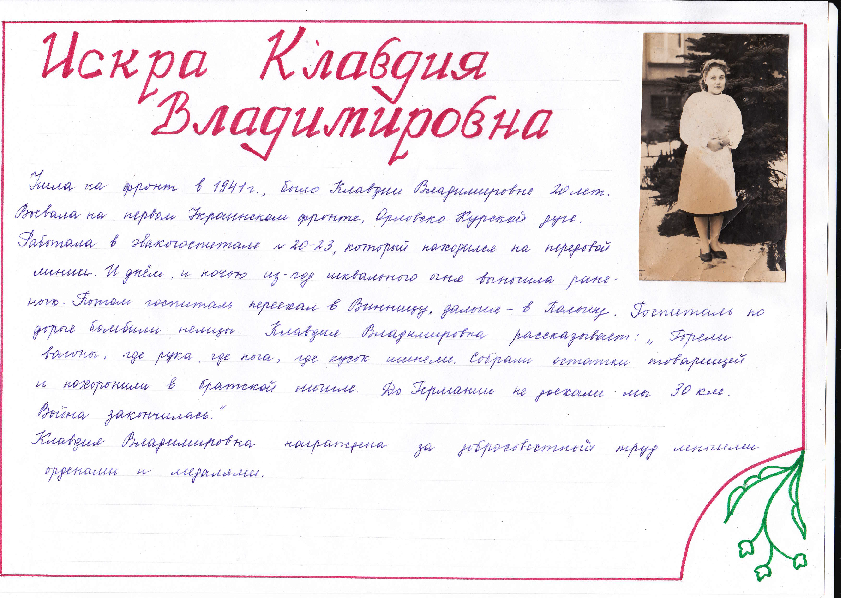 Искра Клавдия
Владимировна
Ушла на фронт в 1941 г., было Клавдии Владимировне 20 лет.
Воевала на первом Украинском фронте, Орловско Курской дуге.
Работала в эвакогоспитале № 20-23, который находился на передовой
линии. И днём, и ночью из-под шквального огня выносила ране-
ного. Потом госпиталь переехал в Винницу, дальше – в Польшу. Госпиталь по
дороге бомбили немцы. Клавдия Владимировна рассказывает: „Горели
вагоны, где рука, где нога, где кусок шинели. Собрали останки товарищей
и похоронили в братской могиле. До Германии не доехали мы 30 км.
Война закончилась."
Клавдия Владимировна награждена за добросовестный труд многими
орденами и медалями.